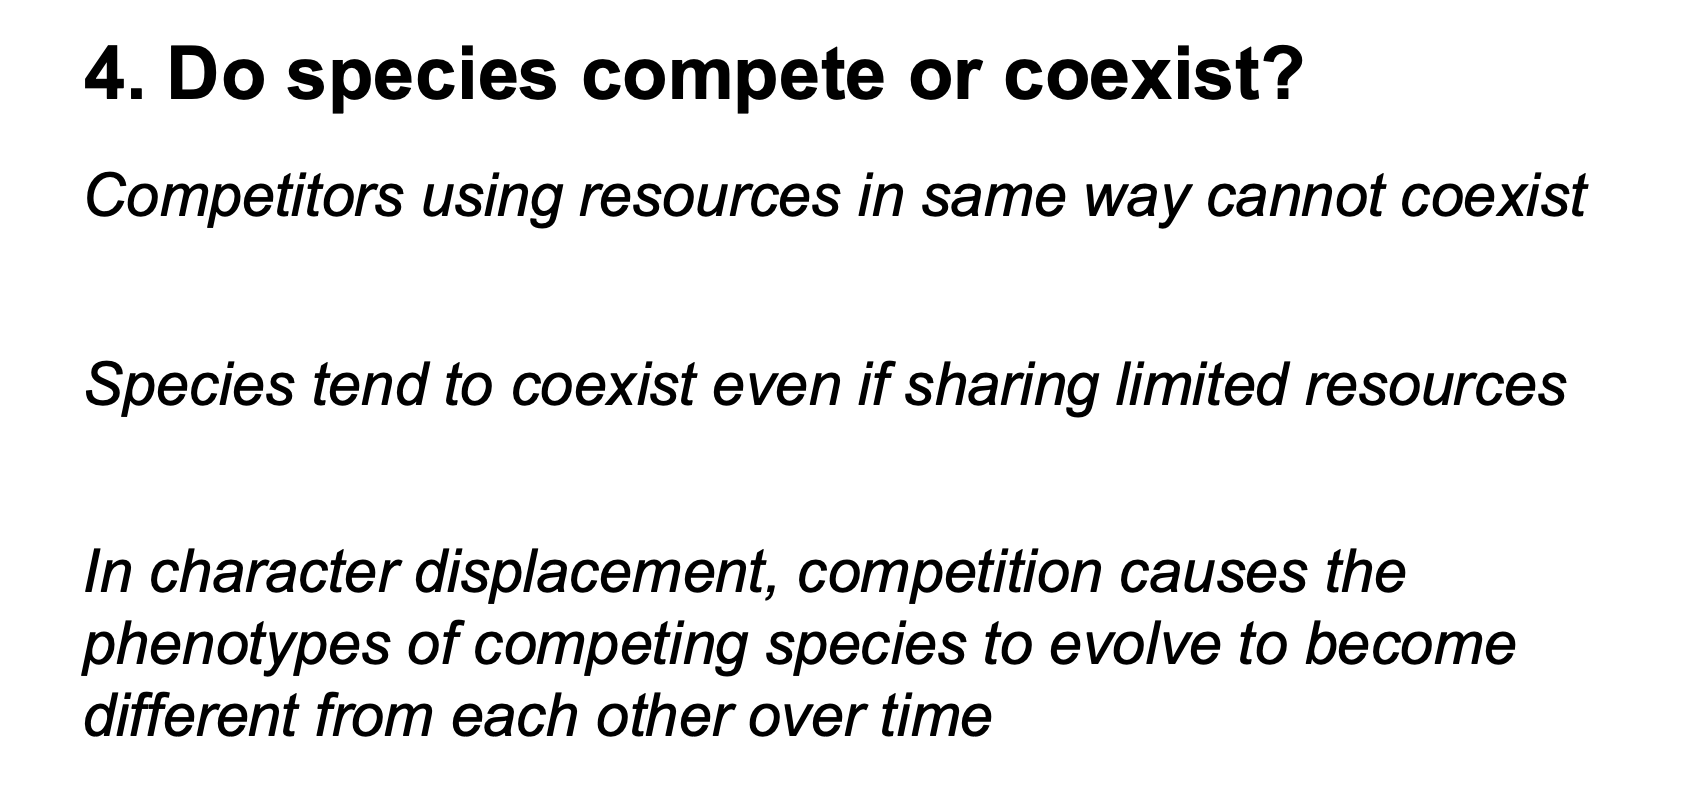 4. Do species compete or coexist?
Competitors using resources in same way cannot coexist
Species tend to coexist even if sharing limited resources
In character displacement, competition causes the
phenotypes of competing species to evolve to become
different from each other over time